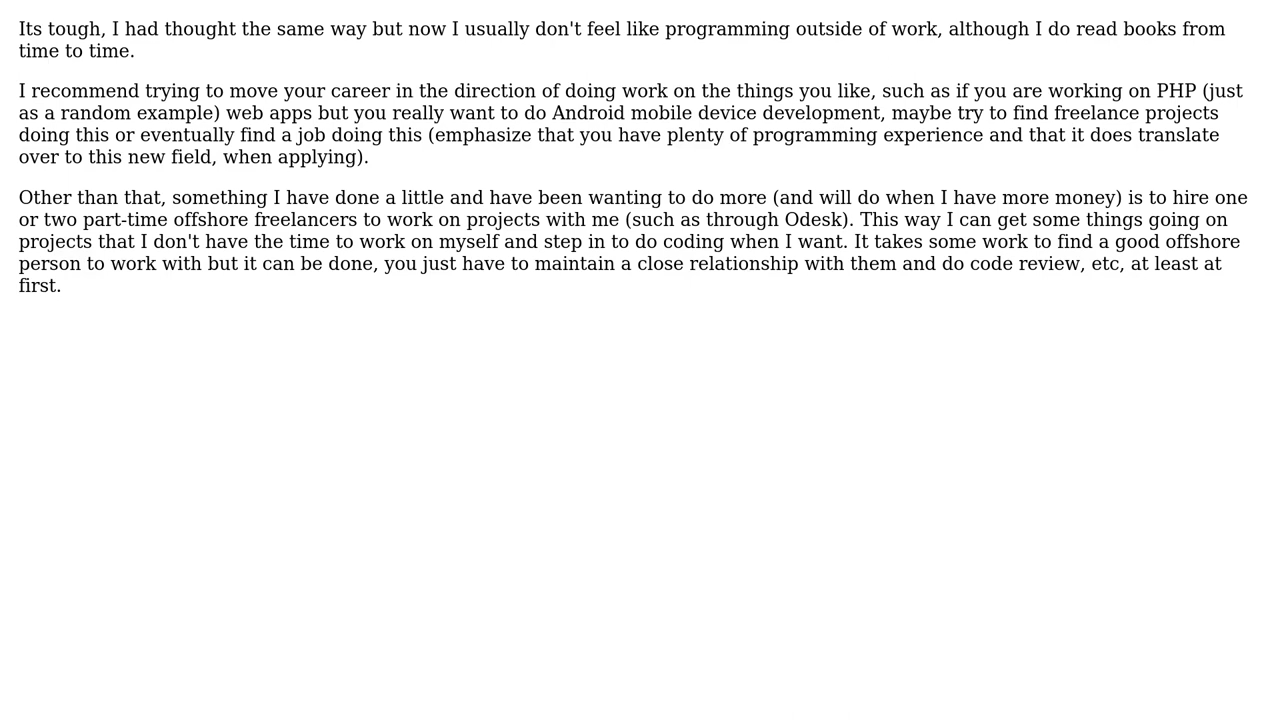 Its tough, I had thought the same way but now I usually don't feel like programming outside of work, although I do read books from
time to time.
I recommend trying to move your career in the direction of doing work on the things you like, such as if you are working on PHP (just
as a random example) web apps but you really want to do Android mobile device development, maybe try to find freelance projects
doing this or eventually find a job doing this (emphasize that you have plenty of programming experience and that it does translate
over to this new field, when applying).
Other than that, something I have done a little and have been wanting to do more (and will do when I have more money) is to hire one
or two part-time offshore freelancers to work on projects with me (such as through Odesk). This way I can get some things going on
projects that I don't have the time to work on myself and step in to do coding when I want. It takes some work to find a good offshore
person to work with but it can be done, you just have to maintain a close relationship with them and do code review, etc, at least at
first.